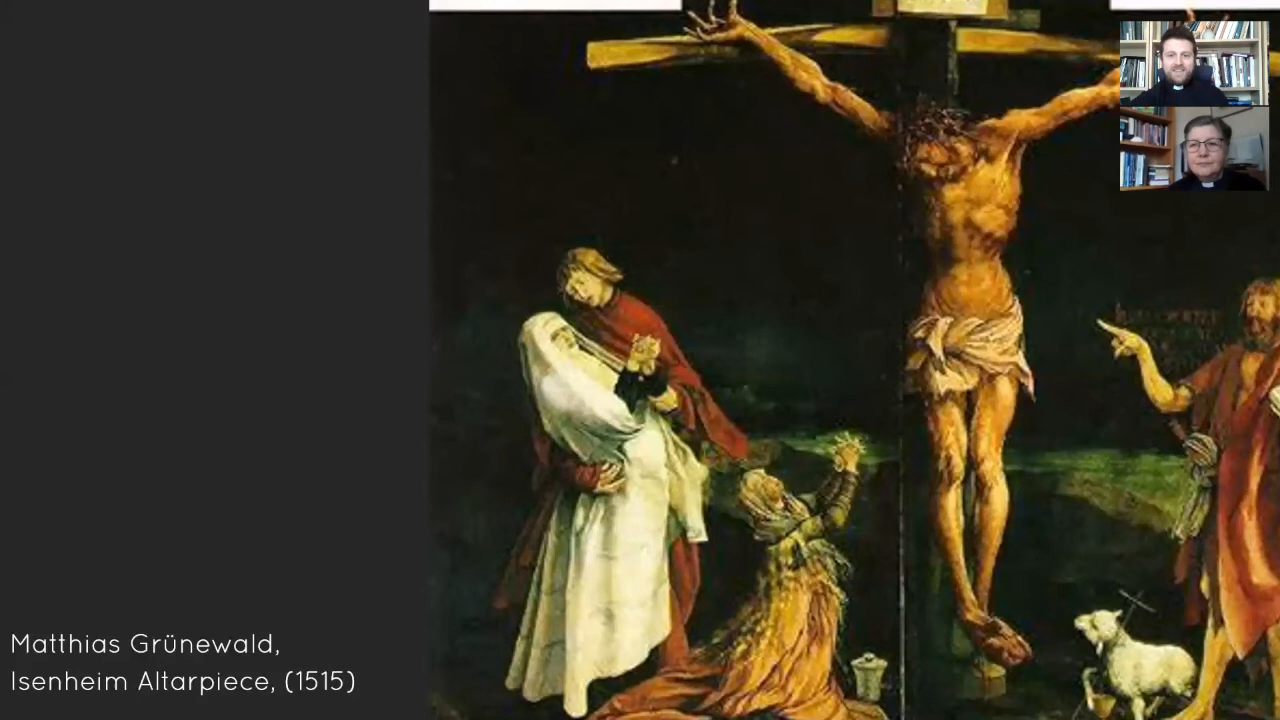 Matthias Grünewald,
Isenheim Altarpiece, (1515)